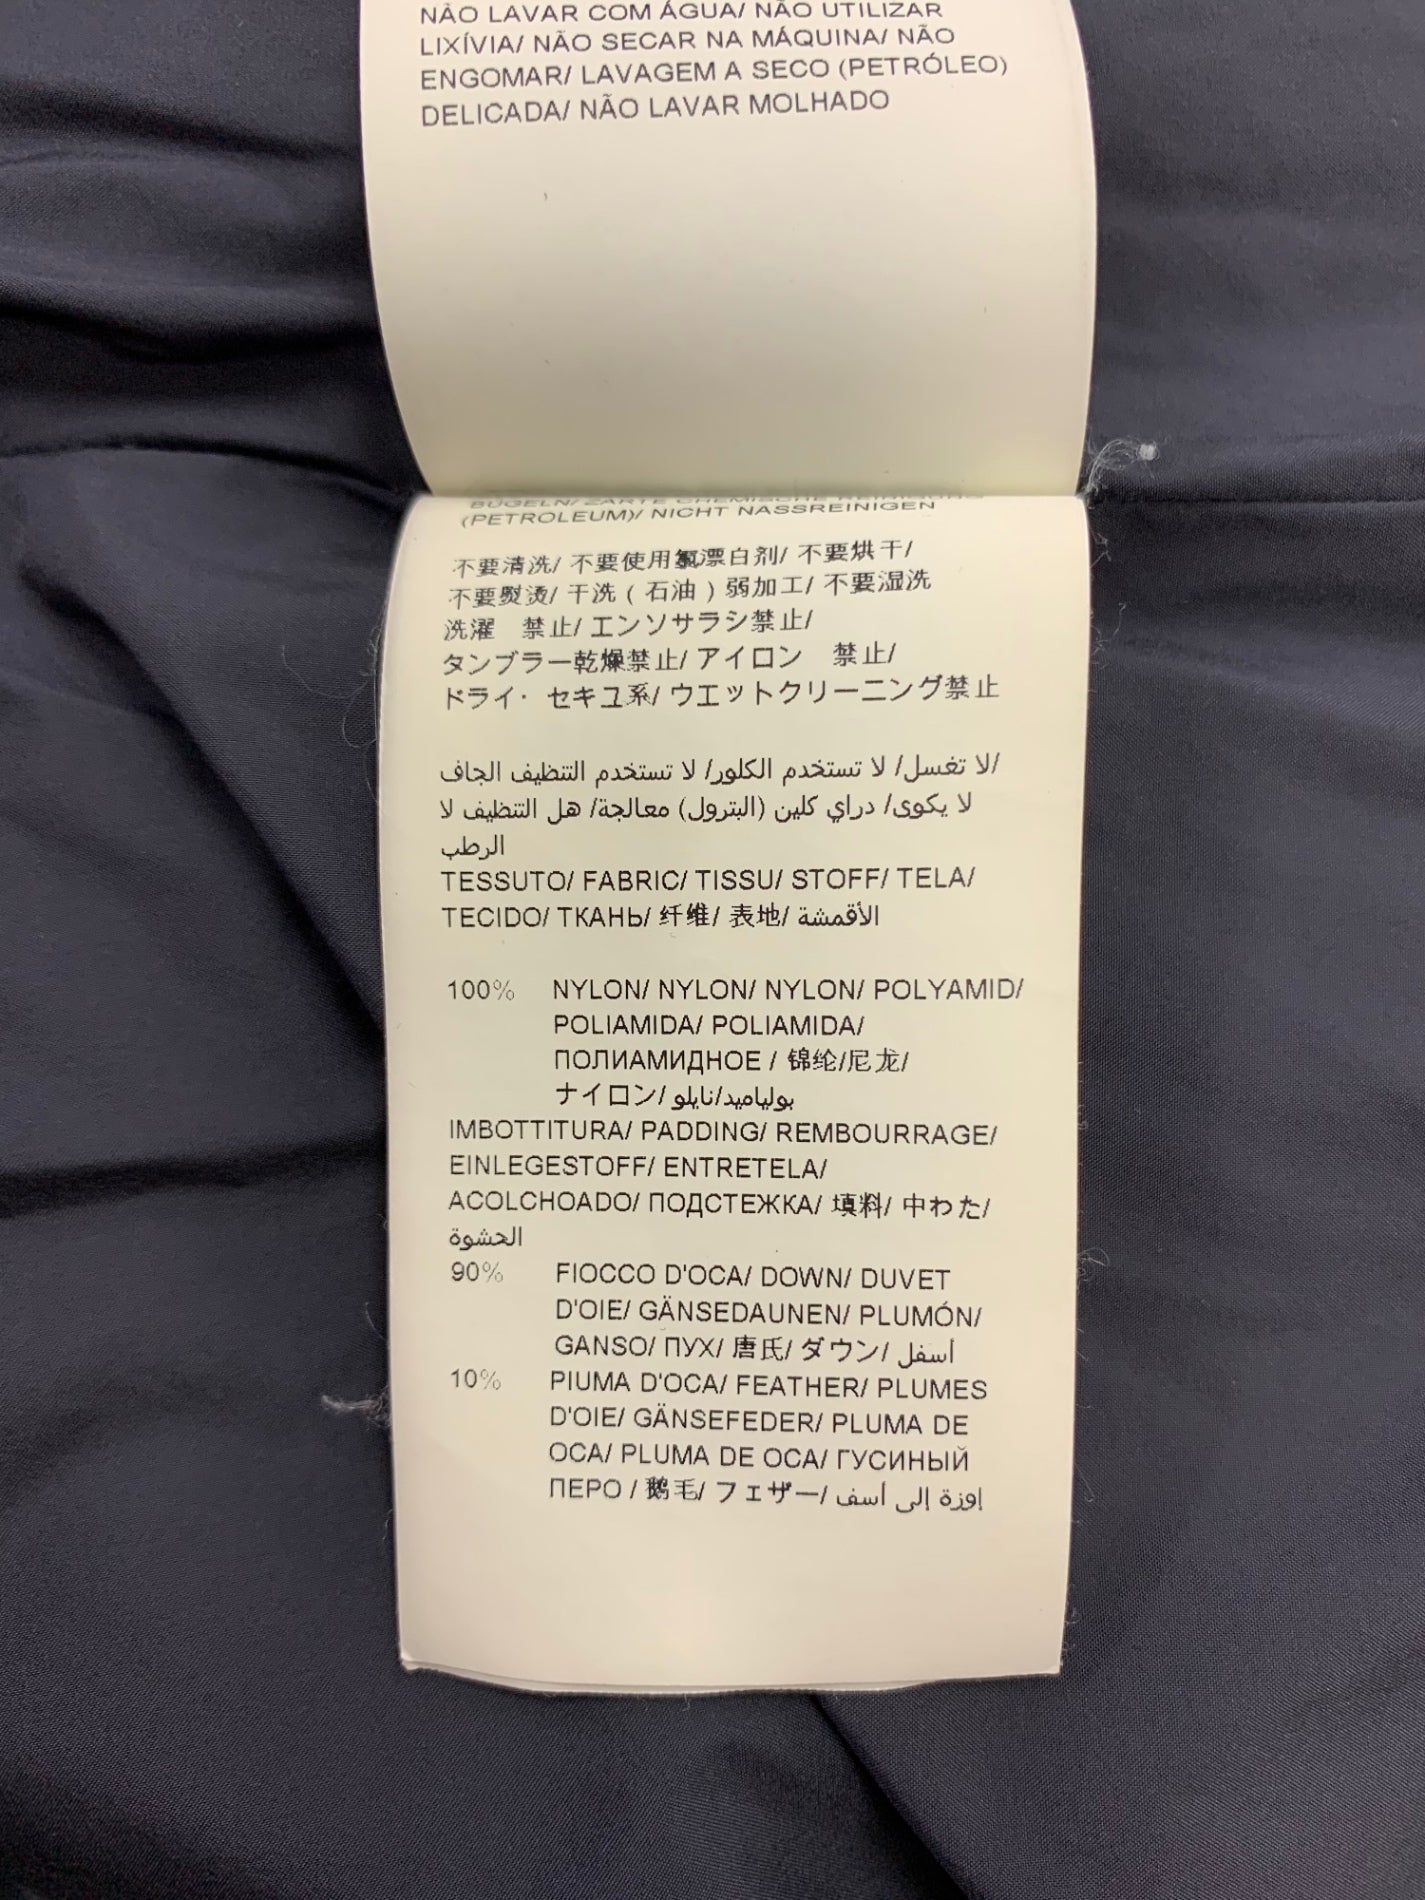 NÃO LAVAR COM ÁGUA/ NÃO UTILIZAR
LIXÍVIA/ NÃO SECAR NA MÁQUINA/ NÃO
ENGOMAR/ LAVAGEM A SECO (PETRÓLEO)
DELICADA/ NÃO LAVAR MOLHADO
BÜGELN/ ZARTE CHEMISCHE REINIGUNG
(PETROLEUM)/ NICHT NASSREINIGEN
不要清洗/ 不要使用氯漂白剂/ 不要烘干/
不要熨烫/ 干洗 ( 石油 ) 弱加工/ 不要湿洗
洗濯　禁止/ エンソサラシ禁止/
タンブラー乾燥禁止/ アイロン　禁止/
ドライ・ セキユ系/ ウエットクリーニング禁止
لا تغسل/ لا تستخدم الكلور/ لا تستخدم التنظيف الجاف/
لا يكوى/ دراي كلين (البترول) معالجة/ هل التنظيف لا
الرطب
TESSUTO/ FABRIC/ TISSU/ STOFF/ TELA/
TECIDO/ ТКАНЬ/ 纤维/ 表地/ الأقمشة
100% NYLON/ NYLON/ NYLON/ POLYAMID/
POLIAMIDA/ POLIAMIDA/
ПОЛИАМИДНОЕ / 锦纶/尼龙/
ナイロン/ بولياميد/نايلو
IMBOTTITURA/ PADDING/ REMBOURRAGE/
EINLEGESTOFF/ ENTRETELA/
ACOLCHOADO/ ПОДСТЕЖКА/ 填料/ 中わた/
الحشوة
90% FIOCCO D'OCA/ DOWN/ DUVET
D'OIE/ GÄNSEDAUNEN/ PLUMÓN/
GANSO/ ПУХ/ 唐氏/ ダウン/ أسفل
10% PIUMA D'OCA/ FEATHER/ PLUMES
D'OIE/ GÄNSEFEDER/ PLUMA DE
OCA/ PLUMA DE OCA/ ГУСИНЫЙ
ПЕРО / 鹅毛/ フェザー/ إوزة إلى أسف